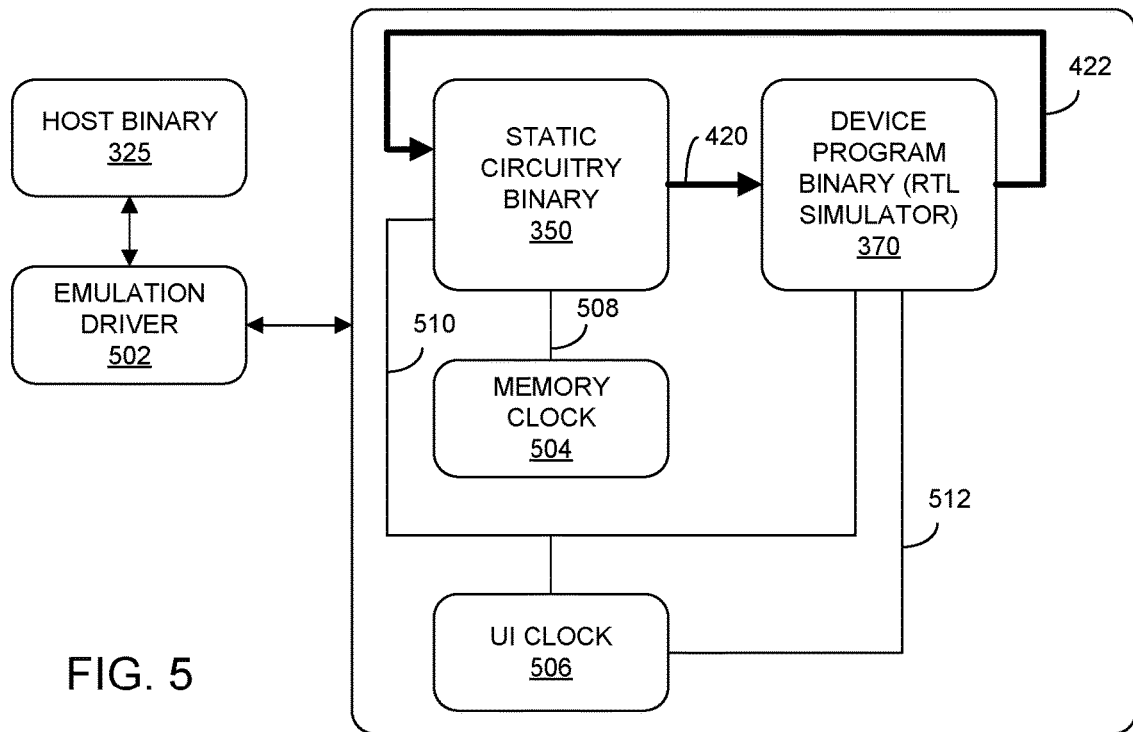 HOST BINARY
325
EMULATION
DRIVER
502
STATIC
CIRCUITRY
BINARY
350
420
DEVICE
PROGRAM
BINARY (RTL
SIMULATOR)
370
422
510
508
MEMORY
CLOCK
504
512
UI CLOCK
506
FIG. 5